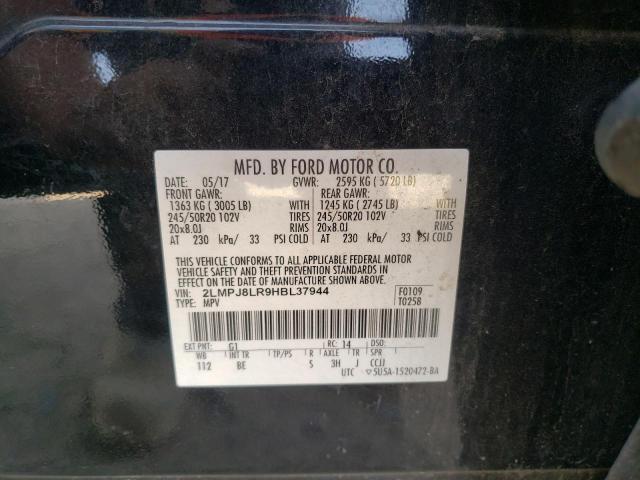 MFD. BY FORD MOTOR CO.
DATE: 05/17 GVWR: 2595 KG ( 5720 LB)
FRONT GAWR: REAR GAWR:
1363 KG ( 3005 LB) WITH 1245 KG ( 2745 LB) WITH
245/50R20 102V TIRES 245/50R20 102V TIRES
20x8.0J RIMS 20x8.0J RIMS
AT 230 kPa/ 33 PSI COLD AT 230 kPa/ 33 PSI COLD
THIS VEHICLE CONFORMS TO ALL APPLICABLE FEDERAL MOTOR
VEHICLE SAFETY AND THEFT PREVENTION STANDARDS IN
EFFECT ON THE DATE OF MANUFACTURE SHOWN ABOVE.
VIN: 2LMPJ8LR9HBL37944 F0109
TYPE: MPV T0258
EXT PNT: G1 RC: 14 DSO:
WB INT TR TP/PS R AXLE TR SPR
112 BE S 3H J CCJJ
UTC ▽5U5A-1520472-BA